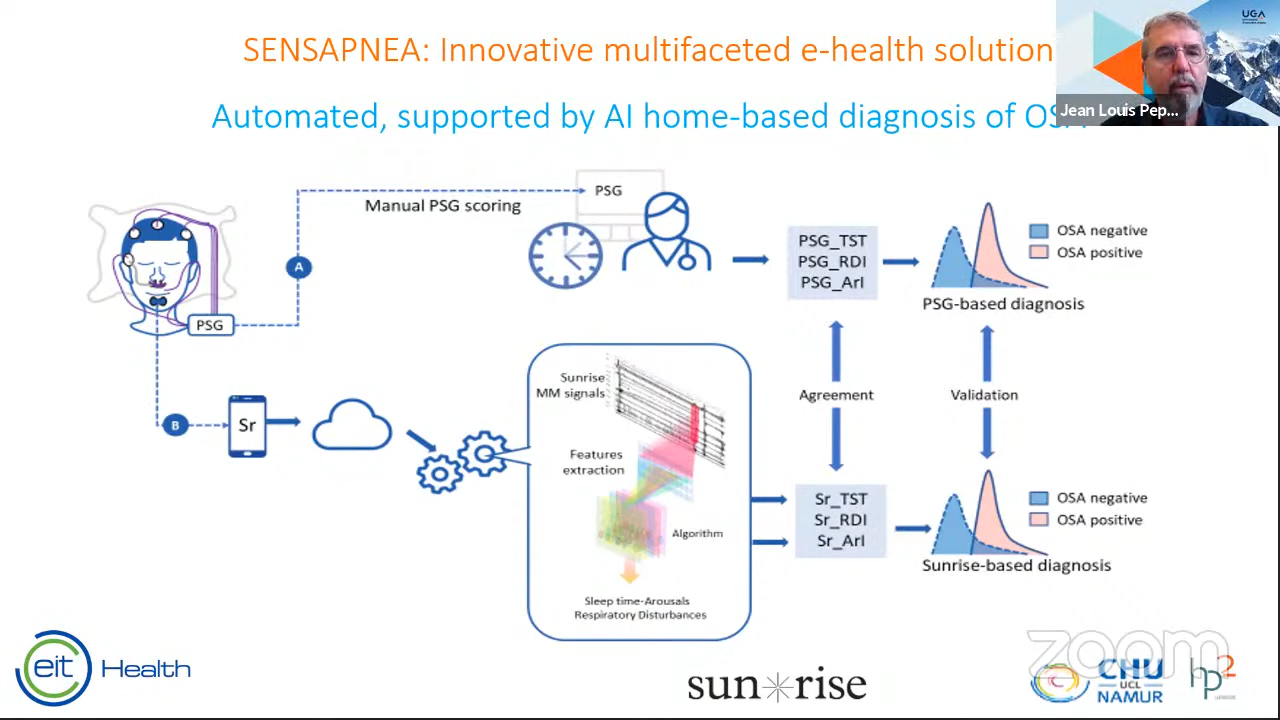 SENSAPNEA: Innovative multifaceted e-health solution
UGA
Automated, supported by AI home-based diagnosis of
Jean Louis Pep...
PSG
Manual PSG scoring
A
PSG
PSG_TST
PSG_RDI
PSG_ArI
OSA negative
OSA positive
PSG-based diagnosis
Sunrise
MM signals
Agreement
Validation
B
Sr
Features
extraction
Algorithm
Sr_TST
Sr_RDI
Sr_ArI
OSA negative
OSA positive
Sunrise-based diagnosis
Sleep time-Arousals
Respiratory Disturbances
eit Health
sun rise
zoom
CHU
UCL
NAMUR
hp2